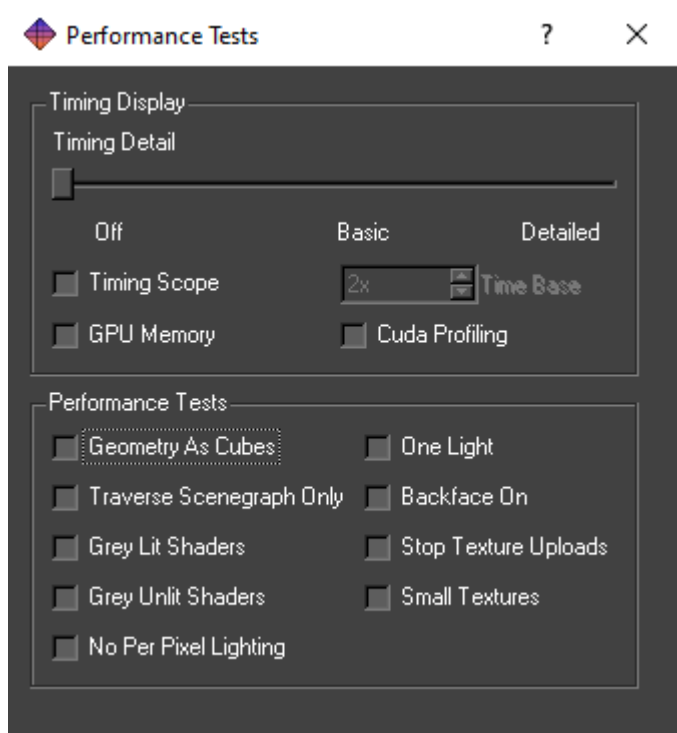 Performance Tests ?
Timing Display
Timing Detail
Off Basic Detailed
Timing Scope 2x Time Base
GPU Memory Cuda Profiling
Performance Tests
Geometry As Cubes One Light
Traverse Scenegraph Only Backface On
Grey Lit Shaders Stop Texture Uploads
Grey Unlit Shaders Small Textures
No Per Pixel Lighting